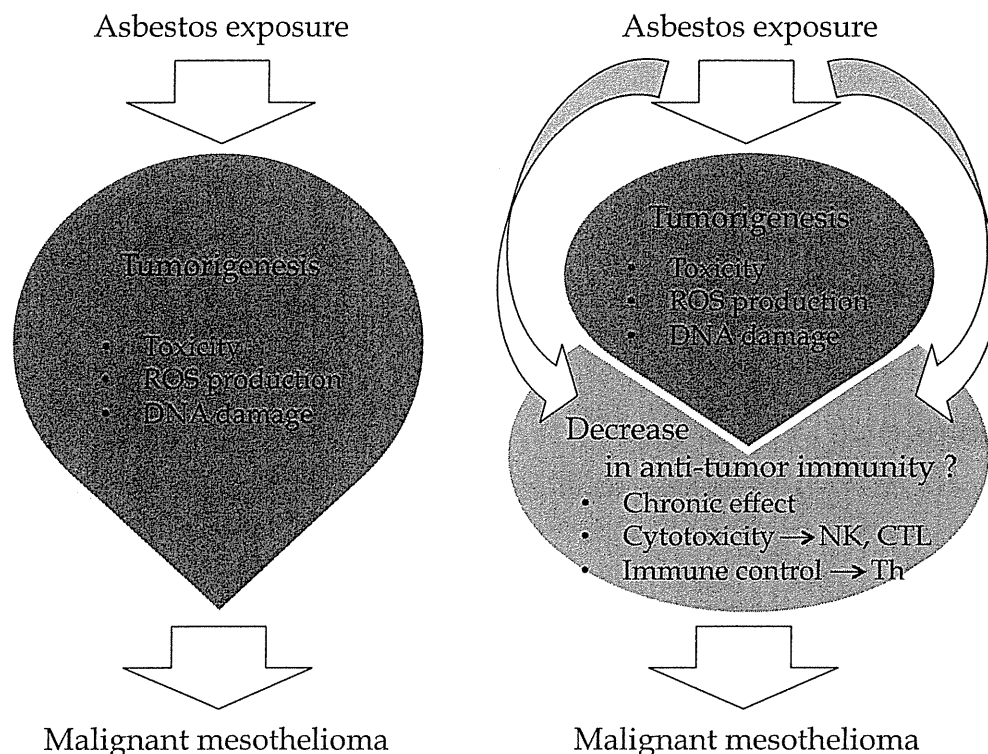 Asbestos exposure
Tumorigenesis
• Toxicity
• ROS production
• DNA damage
Malignant mesothelioma
Asbestos exposure
Tumorigenesis
• Toxicity
• ROS production
• DNA damage
Decrease
in anti-tumor immunity ?
• Chronic effect
• Cytotoxicity → NK, CTL
• Immune control → Th
Malignant mesothelioma